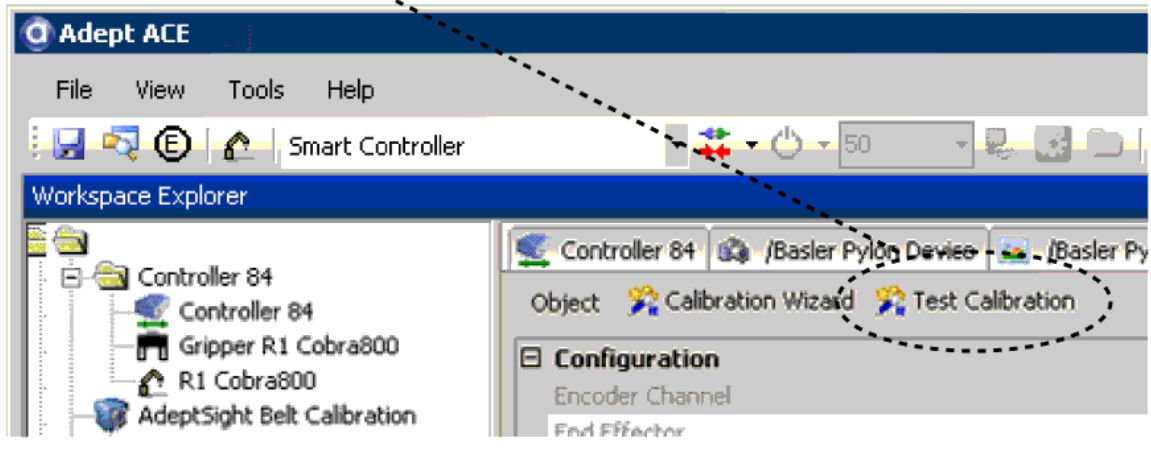 Adept ACE
File View Tools Help
E Smart Controller 50
Workspace Explorer
Controller 84
Controller 84
Gripper R1 Cobra800
R1 Cobra800
AdeptSight Belt Calibration
Controller 84 /Basler Pylon Device /Basler Py
Object Calibration Wizard Test Calibration
Configuration
Encoder Channel
End Effector